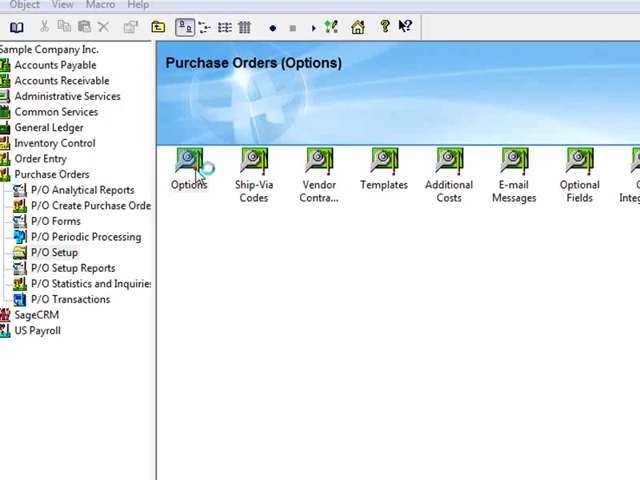 Object View Macro Help
Sample Company Inc.
Accounts Payable
Accounts Receivable
Administrative Services
Common Services
General Ledger
Inventory Control
Order Entry
Purchase Orders
P/O Analytical Reports
P/O Create Purchase Orde
P/O Forms
P/O Periodic Processing
P/O Setup
P/O Setup Reports
P/O Statistics and Inquiries
P/O Transactions
SageCRM
US Payroll
Purchase Orders (Options)
Options
Ship-Via
Codes
Vendor
Contra...
Templates
Additional
Costs
E-mail
Messages
Optional
Fields
Integ